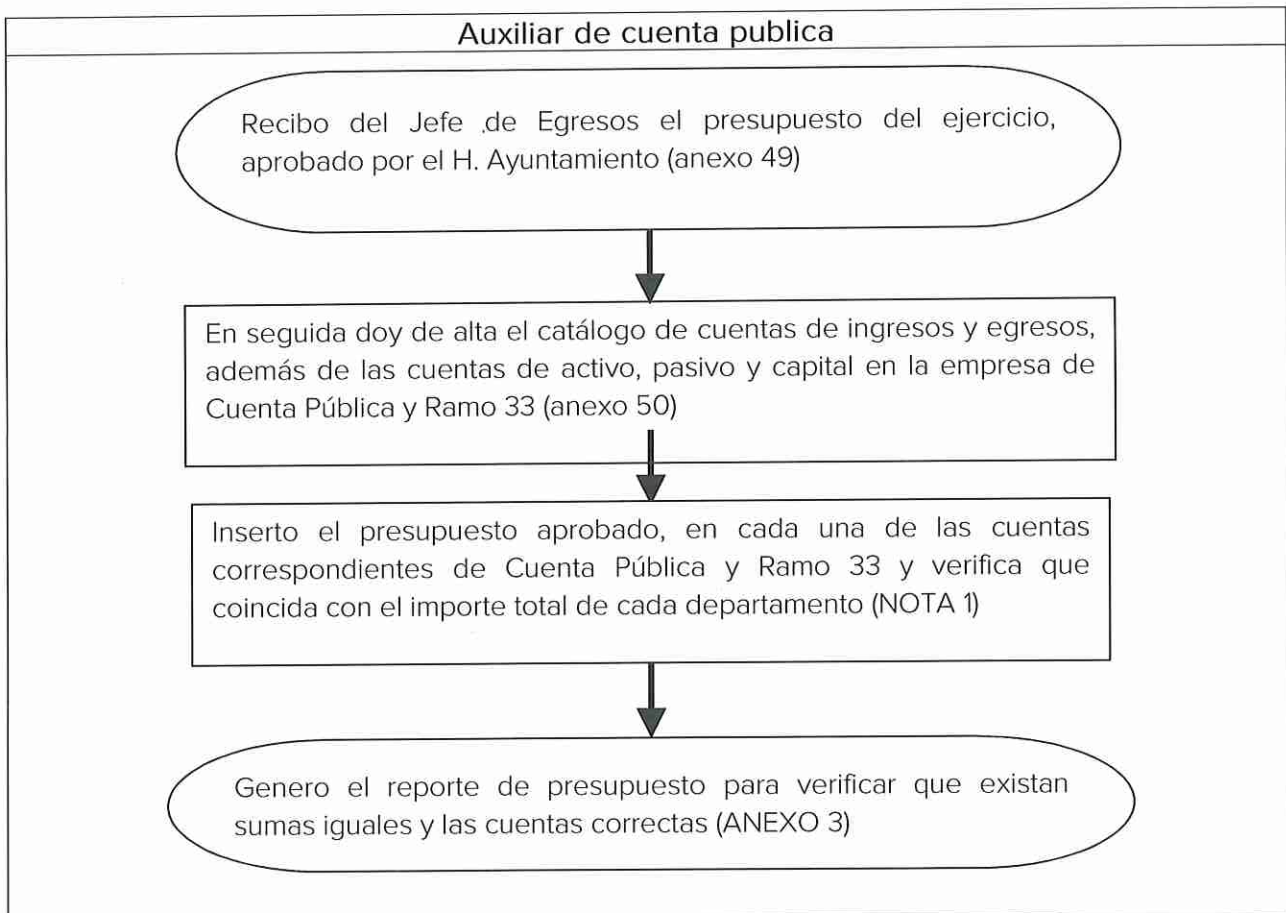 Auxiliar de cuenta publica
Recibo del Jefe .de Egresos el presupuesto del ejercicio,
aprobado por el H. Ayuntamiento (anexo 49)
En seguida doy de alta el catálogo de cuentas de ingresos y egresos,
además de las cuentas de activo, pasivo y capital en la empresa de
Cuenta Pública y Ramo 33 (anexo 50)
Inserto el presupuesto aprobado, en cada una de las cuentas
correspondientes de Cuenta Pública y Ramo 33 y verifica que
coincida con el importe total de cada departamento (NOTA 1)
Genero el reporte de presupuesto para verificar que existan
sumas iguales y las cuentas correctas (ANEXO 3)